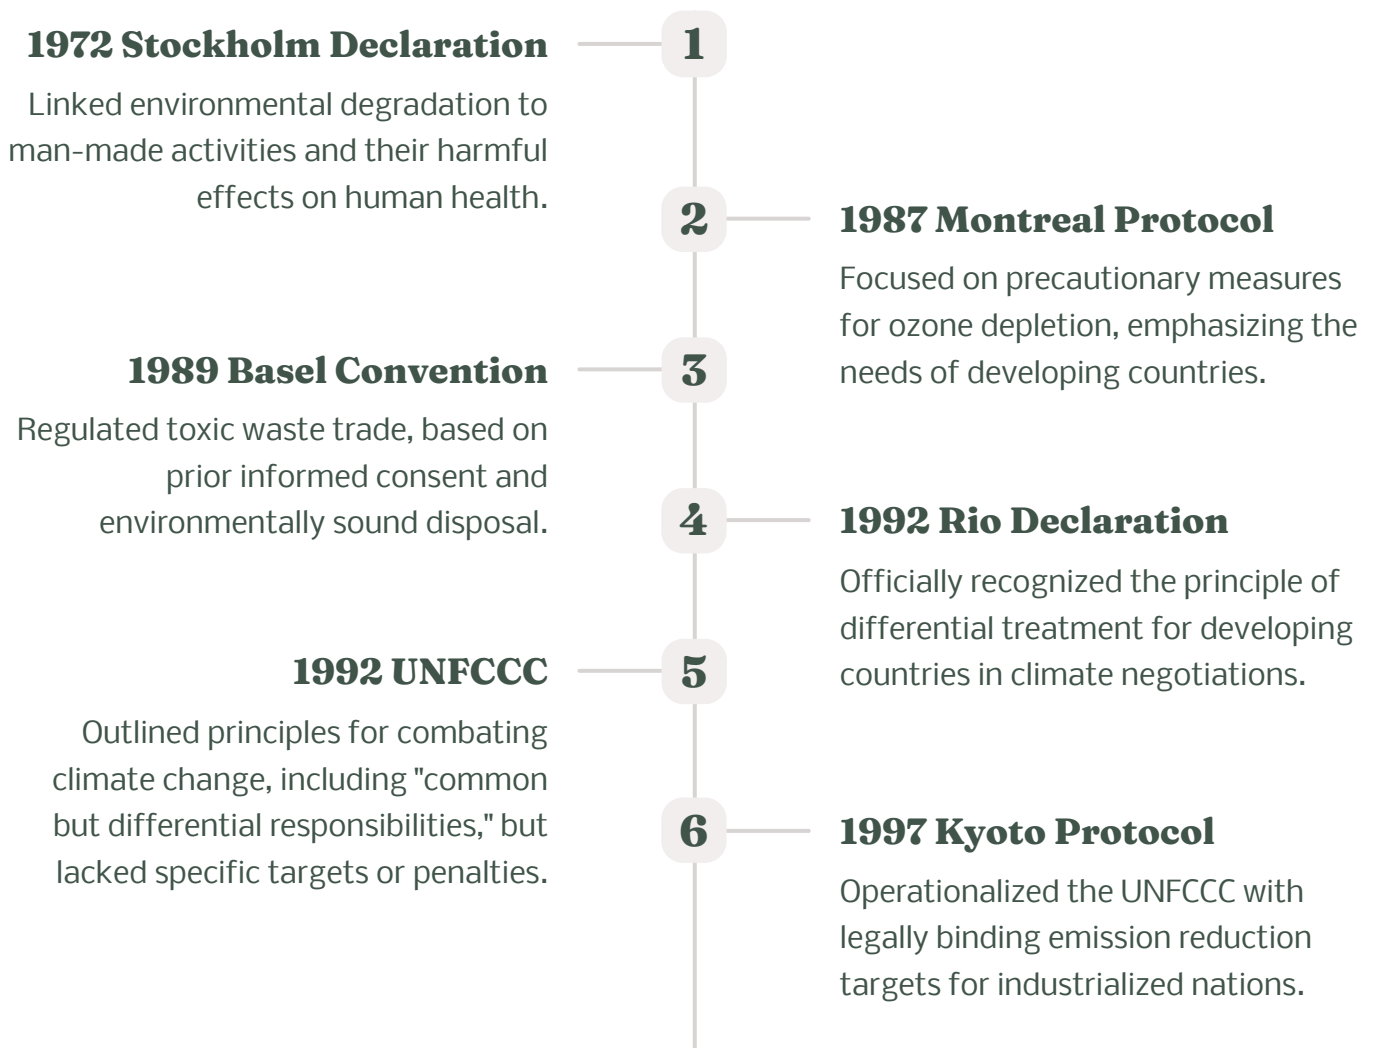 1972 Stockholm Declaration
1
Linked environmental degradation to
man-made activities and their harmful
effects on human health.
2
1987 Montreal Protocol
Focused on precautionary measures
for ozone depletion, emphasizing the
needs of developing countries.
1989 Basel Convention
3
Regulated toxic waste trade, based on
prior informed consent and
environmentally sound disposal.
4
1992 Rio Declaration
Officially recognized the principle of
differential treatment for developing
countries in climate negotiations.
1992 UNFCCC
5
Outlined principles for combating
climate change, including "common
but differential responsibilities," but
lacked specific targets or penalties.
6
1997 Kyoto Protocol
Operationalized the UNFCCC with
legally binding emission reduction
targets for industrialized nations.